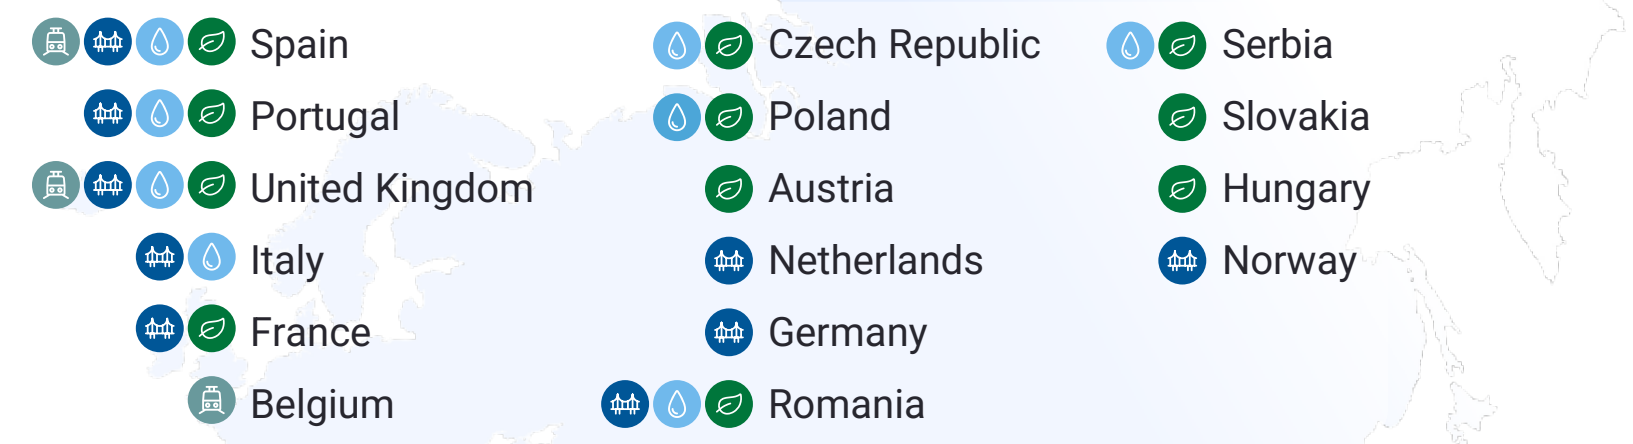 Spain
Portugal
United Kingdom
Italy
France
Belgium
Czech Republic
Poland
Austria
Netherlands
Germany
Romania
Serbia
Slovakia
Hungary
Norway